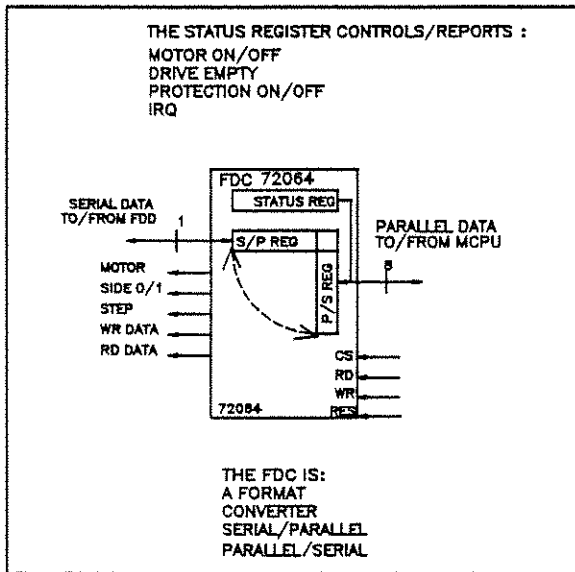 THE STATUS REGISTER CONTROLS/REPORTS :
MOTOR ON/OFF
DRIVE EMPTY
PROTECTION ON/OFF
IRQ
FDC 72064
STATUS REG
SERIAL DATA
TO/FROM FDD
1
S/P REG
PARALLEL DATA
TO/FROM MCPU
8
P/S REG
MOTOR
SIDE 0/1
STEP
WR DATA
RD DATA
CS
RD
WR
RES
72064
THE FDC IS:
A FORMAT
CONVERTER
SERIAL/PARALLEL
PARALLEL/SERIAL